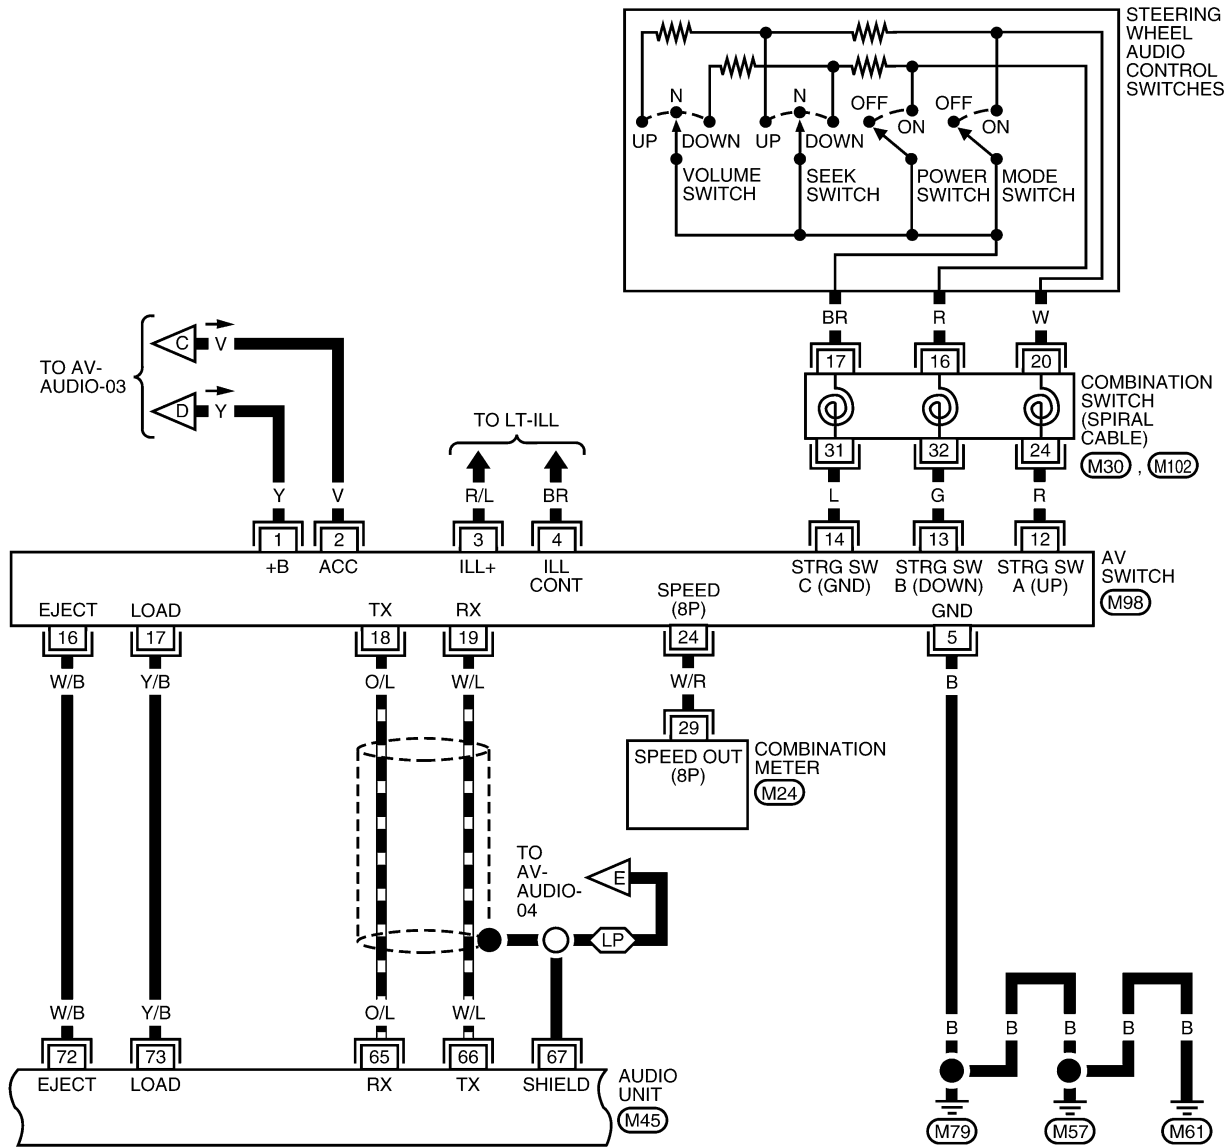 STEERING
WHEEL
AUDIO
CONTROL
SWITCHES
N
N
OFF
OFF
UP
DOWN
UP
DOWN
ON
ON
VOLUME
SWITCH
SEEK
SWITCH
POWER
SWITCH
MODE
SWITCH
BR
R
W
17
16
20
COMBINATION
SWITCH
(SPIRAL
CABLE)
M30 , M102
31
32
24
L
G
R
TO AV-
AUDIO-03
C
V
D
Y
TO LT-ILL
Y
V
R/L
BR
1
2
3
4
14
13
12
+B
ACC
ILL+
ILL
CONT
STRG SW
C (GND)
STRG SW
B (DOWN)
STRG SW
A (UP)
AV
SWITCH
M98
EJECT
LOAD
TX
RX
SPEED
(8P)
GND
16
17
18
19
24
5
W/B
Y/B
O/L
W/L
W/R
B
29
SPEED OUT
(8P)
COMBINATION
METER
M24
TO
AV-
AUDIO-
04
E
LP
W/B
Y/B
O/L
W/L
B
B
B
B
B
72
73
65
66
67
EJECT
LOAD
RX
TX
SHIELD
AUDIO
UNIT
M45
M79
M57
M61